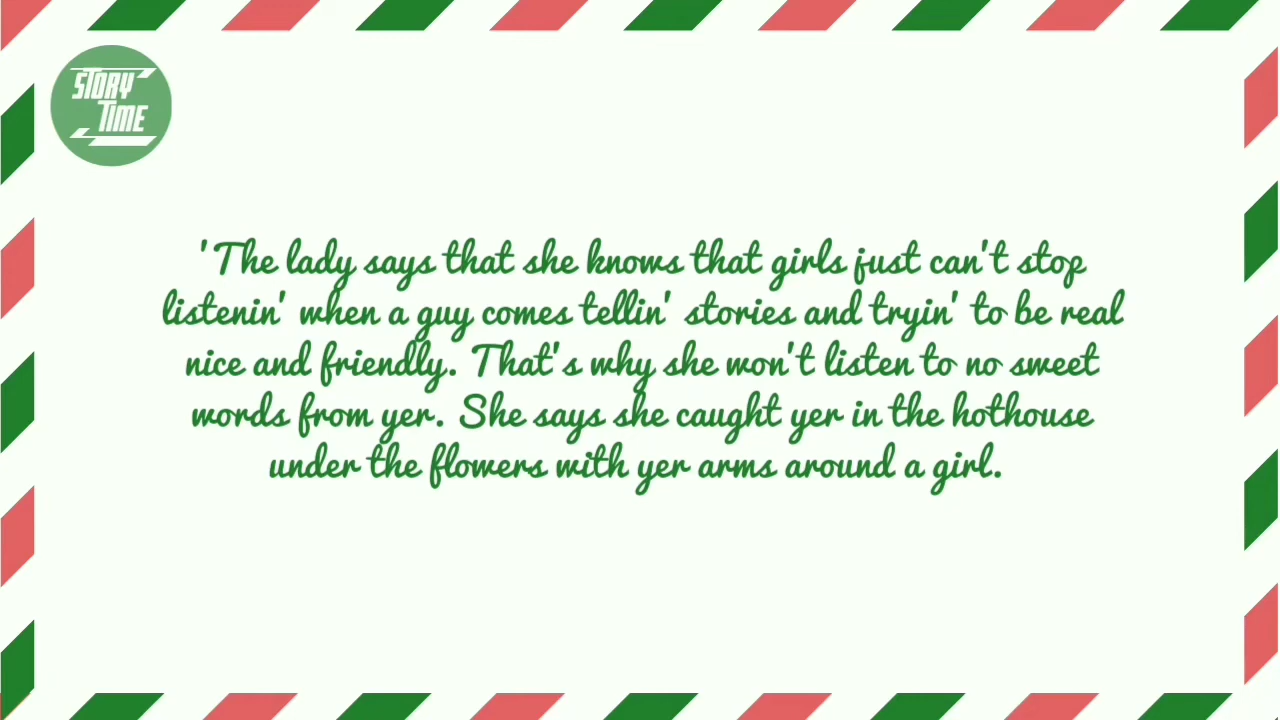 STORY
TIME
'The lady says that she knows that girls just can't stop
listenin' when a guy comes tellin' stories and tryin' to be real
nice and friendly. That's why she won't listen to no sweet
words from yer. She says she caught yer in the hothouse
under the flowers with yer arms around a girl.